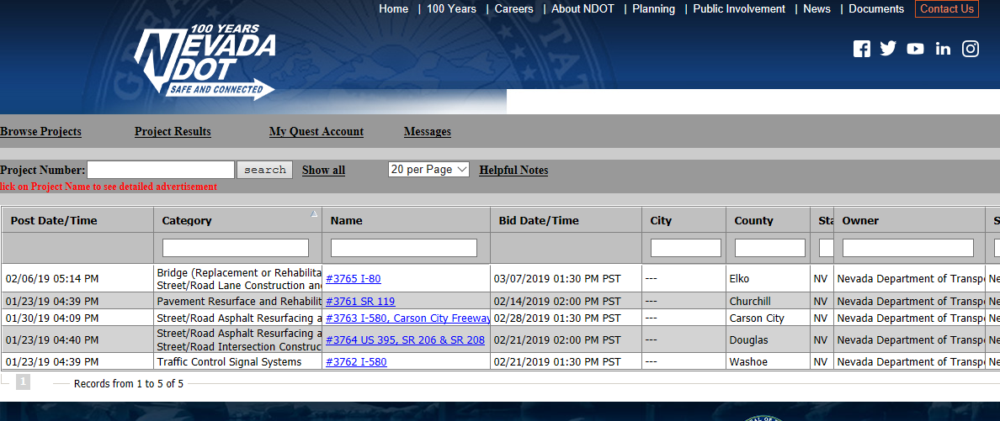 Home | 100 Years | Careers | About NDOT | Planning | Public Involvement | News | Documents Contact Us
100 YEARS
NEVADA
DOT
SAFE AND CONNECTED
Browse Projects Project Results My Quest Account Messages
Project Number: search Show all 20 per Page Helpful Notes
lick on Project Name to see detailed advertisement
Post Date/Time Category Name Bid Date/Time City County Sta Owner S
02/06/19 05:14 PM Bridge (Replacement or Rehabilita #3765 I-80 03/07/2019 01:30 PM PST --- Elko NV Nevada Department of Transpo Ne
Street/Road Lane Construction and
01/23/19 04:39 PM Pavement Resurface and Rehabilit #3761 SR 119 02/14/2019 02:00 PM PST --- Churchill NV Nevada Department of Transpo Ne
01/30/19 04:09 PM Street/Road Asphalt Resurfacing a #3763 I-580, Carson City Freeway 02/28/2019 01:30 PM PST --- Carson City NV Nevada Department of Transpo Ne
01/23/19 04:40 PM Street/Road Asphalt Resurfacing a #3764 US 395, SR 206 & SR 208 02/21/2019 02:00 PM PST --- Douglas NV Nevada Department of Transpo Ne
Street/Road Intersection Construc
01/23/19 04:39 PM Traffic Control Signal Systems #3762 I-580 02/21/2019 01:30 PM PST --- Washoe NV Nevada Department of Transpo Ne
1 Records from 1 to 5 of 5